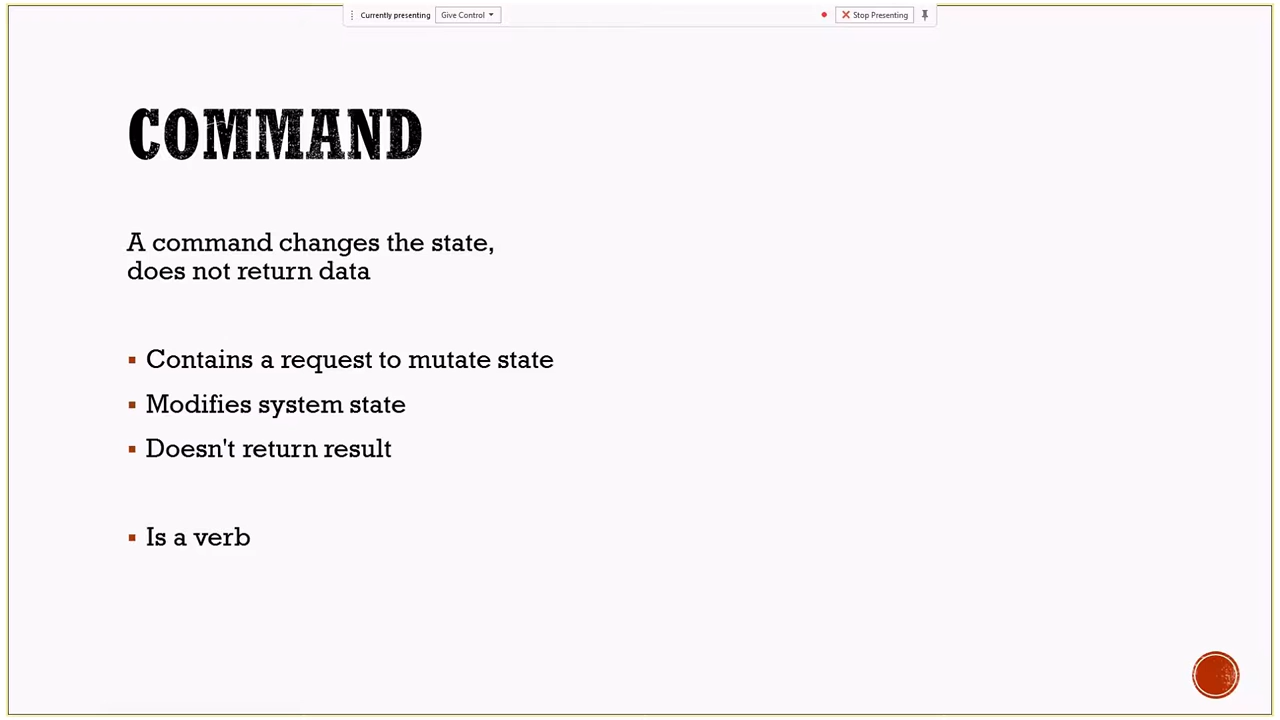 Currently presenting Give Control Stop Presenting
COMMAND
A command changes the state,
does not return data
Contains a request to mutate state
Modifies system state
Doesn't return result
Is a verb